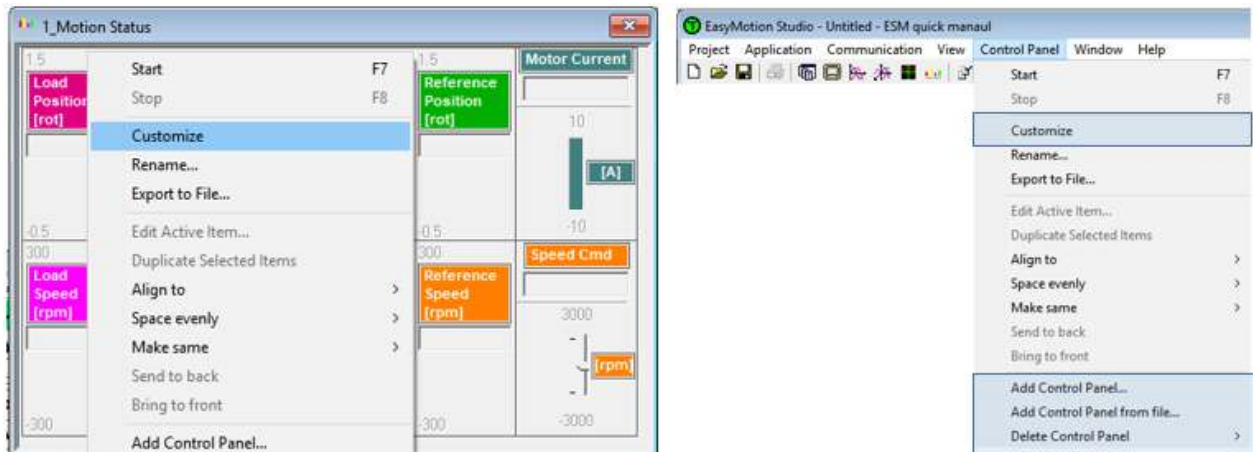 1_Motion Status
1.5
Load
Position
[rot]
-0.5
300
Load
Speed
[rpm]
-300
Start F7
Stop F8
Customize
Rename...
Export to File...
Edit Active Item...
Duplicate Selected Items
Align to >
Space evenly >
Make same >
Send to back
Bring to front
Add Control Panel...
1.5
Reference
Position
[rot]
-0.5
300
Reference
Speed
[rpm]
-300
Motor Current
10
[A]
-10
Speed Cmd
3000
[rpm]
-3000
EasyMotion Studio - Untitled - ESM quick manaul
Project Application Communication View Control Panel Window Help
Start F7
Stop F8
Customize
Rename...
Export to File...
Edit Active Item...
Duplicate Selected Items
Align to >
Space evenly >
Make same >
Send to back
Bring to front
Add Control Panel...
Add Control Panel from file...
Delete Control Panel >